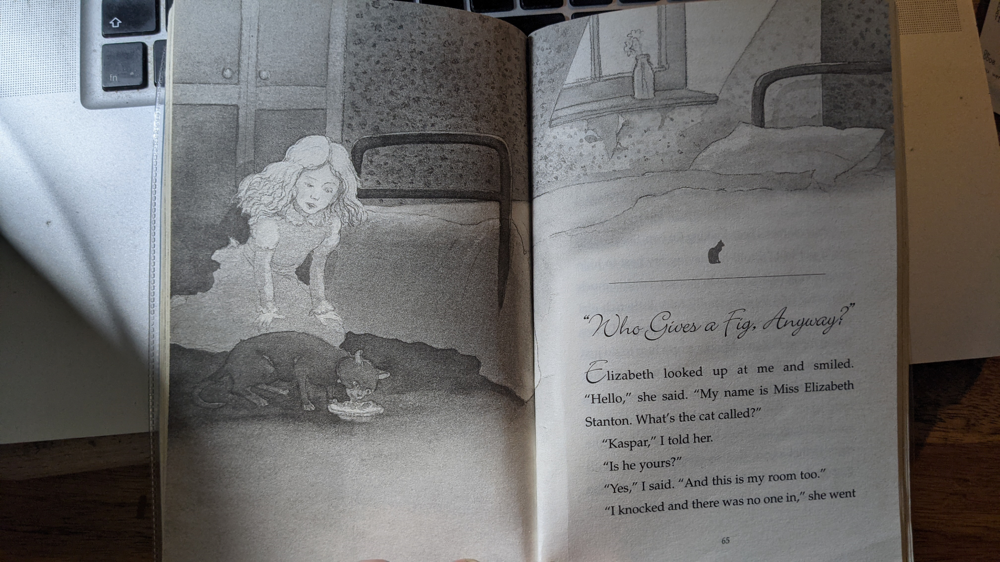 fn
“Who Gives a Fig, Anyway?”
Elizabeth looked up at me and smiled.
“Hello,” she said. “My name is Miss Elizabeth
Stanton. What’s the cat called?”
“Kaspar,” I told her.
“Is he yours?”
“Yes,” I said. “And this is my room too.”
“I knocked and there was no one in,” she went
65